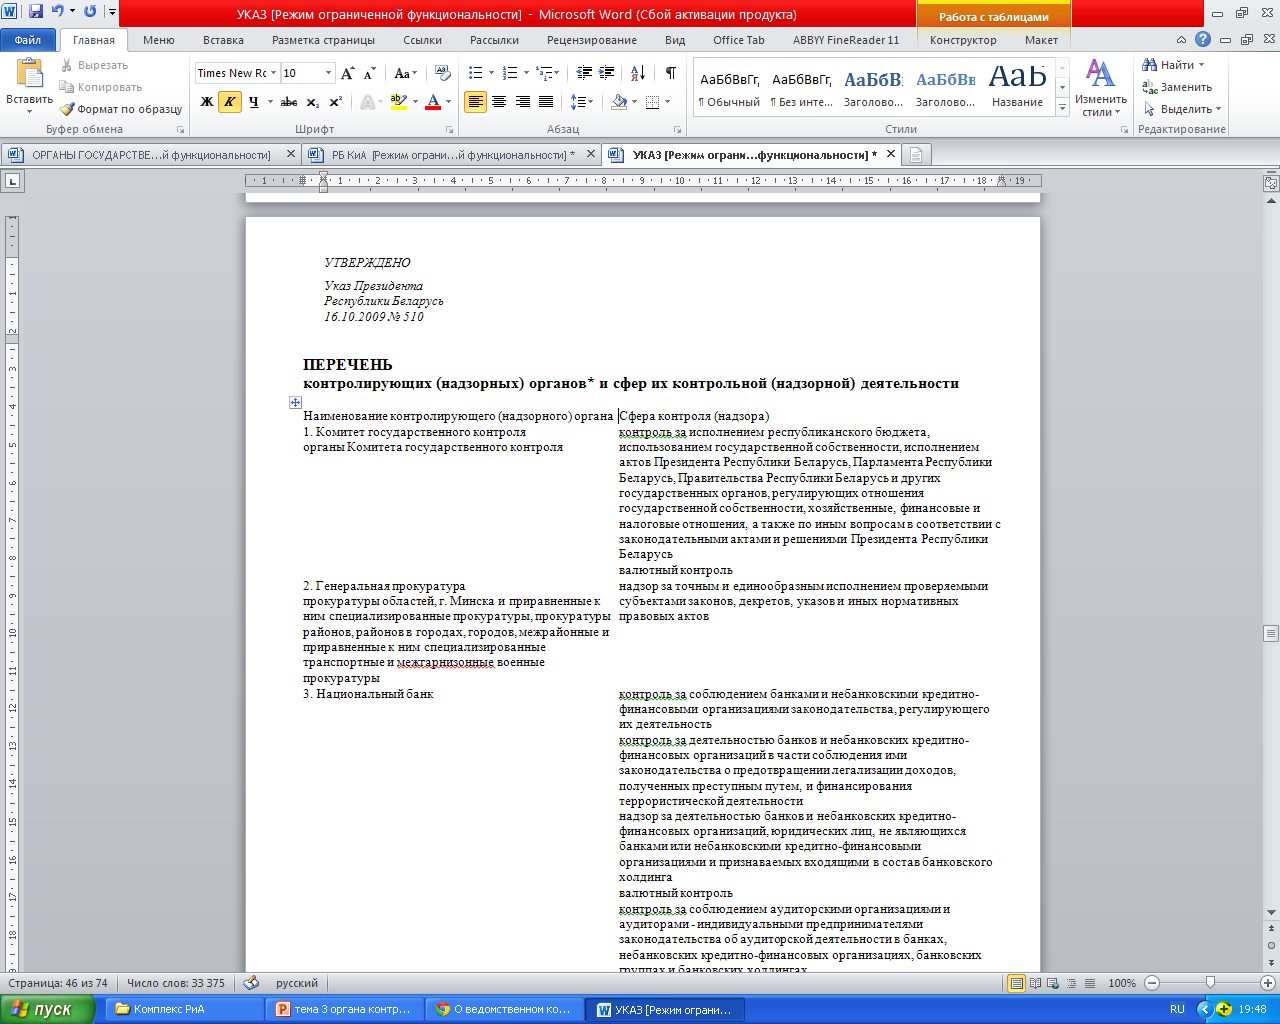 УКАЗ [Режим ограниченной функциональности] - Microsoft Word (Сбой активации продукта)
Работа с таблицами
Файл Главная Меню Вставка Разметка страницы Ссылки Рассылки Рецензирование Вид Office Tab ABBYY FineReader 11 Конструктор Макет
Вставить
Вырезать
Копировать
Формат по образцу
Буфер обмена
Times New Rc 10
Ж К Ч abc x₂ x²
Шрифт
Абзац
АаБбВвГг, АаБбВвГг, АаБбВ: АаБбВв АаБ
¶ Обычный ¶ Без инте... Заголово... Заголово... Название
Стили
Изменить стили
Найти
Заменить
Выделить
Редактирование
ОРГАНЫ ГОСУДАРСТВЕ...й функциональности]
РБ КиА [Режим ограни...й функциональности] *
УКАЗ [Режим ограни...функциональности] *
УТВЕРЖДЕНО
Указ Президента
Республики Беларусь
16.10.2009 № 510
ПЕРЕЧЕНЬ
контролирующих (надзорных) органов* и сфер их контрольной (надзорной) деятельности
Наименование контролирующего (надзорного) органа
Сфера контроля (надзора)
1. Комитет государственного контроля
органы Комитета государственного контроля
контроль за исполнением республиканского бюджета,
использованием государственной собственности, исполнением
актов Президента Республики Беларусь, Парламента Республики
Беларусь, Правительства Республики Беларусь и других
государственных органов, регулирующих отношения
государственной собственности, хозяйственные, финансовые и
налоговые отношения, а также по иным вопросам в соответствии с
законодательными актами и решениями Президента Республики
Беларусь
валютный контроль
2. Генеральная прокуратура
прокуратуры областей, г. Минска и приравненные к
ним специализированные прокуратуры, прокуратуры
районов, районов в городах, городов, межрайонные и
приравненные к ним специализированные
транспортные и межгарнизонные военные
прокуратуры
надзор за точным и единообразным исполнением проверяемыми
субъектами законов, декретов, указов и иных нормативных
правовых актов
3. Национальный банк
контроль за соблюдением банками и небанковскими кредитно-
финансовыми организациями законодательства, регулирующего
их деятельность
контроль за деятельностью банков и небанковских кредитно-
финансовых организаций в части соблюдения ими
законодательства о предотвращении легализации доходов,
полученных преступным путем, и финансирования
террористической деятельности
надзор за деятельностью банков и небанковских кредитно-
финансовых организаций, юридических лиц, не являющихся
банками или небанковскими кредитно-финансовыми
организациями и признаваемых входящими в состав банковского
холдинга
валютный контроль
контроль за соблюдением аудиторскими организациями и
аудиторами - индивидуальными предпринимателями
законодательства об аудиторской деятельности в банках,
небанковских кредитно-финансовых организациях, банковских
группах и банковских холдингах
Страница: 46 из 74 Число слов: 33 375 русский 100%
пуск Комплекс РиА тема 3 органа контр... О ведомственном ко... УКАЗ [Режим ограни... RU 19:48